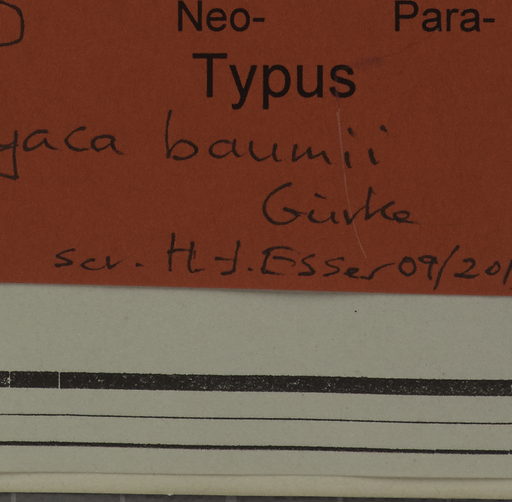 Neo- Para-
Typus
yaca baumii
Gürke
scr. H.-J. Esser 09/201